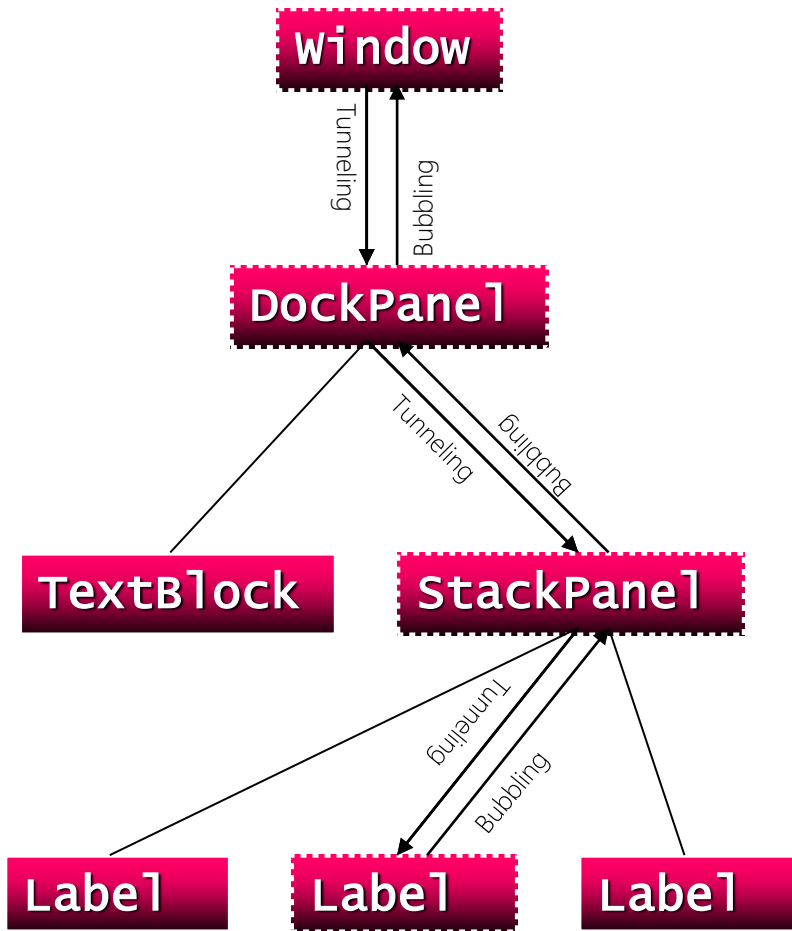 Window
Tunneling
Bubbling
DockPanel
Tunneling
Bubbling
TextBlock
StackPanel
Tunneling
Bubbling
Label
Label
Label